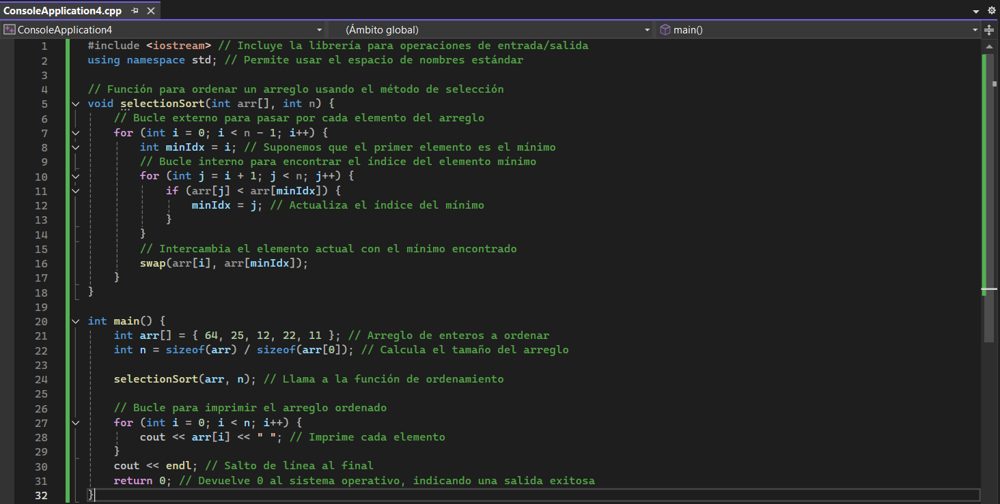 ConsoleApplication4.cpp
ConsoleApplication4 (Ámbito global) main()
1 #include <iostream> // Incluye la librería para operaciones de entrada/salida
2 using namespace std; // Permite usar el espacio de nombres estándar
3
4 // Función para ordenar un arreglo usando el método de selección
5 void selectionSort(int arr[], int n) {
6 // Bucle externo para pasar por cada elemento del arreglo
7 for (int i = 0; i < n - 1; i++) {
8 int minIdx = i; // Suponemos que el primer elemento es el mínimo
9 // Bucle interno para encontrar el índice del elemento mínimo
10 for (int j = i + 1; j < n; j++) {
11 if (arr[j] < arr[minIdx]) {
12 minIdx = j; // Actualiza el índice del mínimo
13 }
14 }
15 // Intercambia el elemento actual con el mínimo encontrado
16 swap(arr[i], arr[minIdx]);
17 }
18 }
19
20 int main() {
21 int arr[] = { 64, 25, 12, 22, 11 }; // Arreglo de enteros a ordenar
22 int n = sizeof(arr) / sizeof(arr[0]); // Calcula el tamaño del arreglo
23
24 selectionSort(arr, n); // Llama a la función de ordenamiento
25
26 // Bucle para imprimir el arreglo ordenado
27 for (int i = 0; i < n; i++) {
28 cout << arr[i] << " "; // Imprime cada elemento
29 }
30 cout << endl; // Salto de línea al final
31 return 0; // Devuelve 0 al sistema operativo, indicando una salida exitosa
32 }